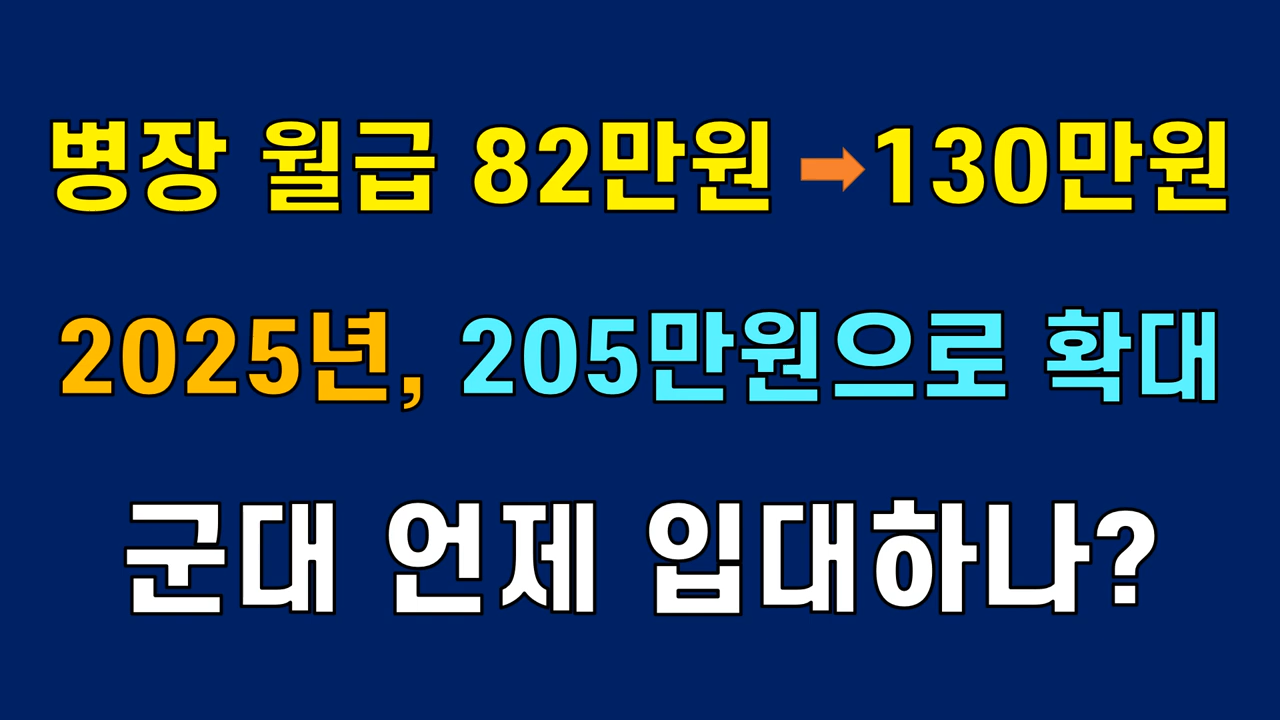 병장 월급 82만원 ➡130만원
2025년, 205만원으로 확대
군대 언제 입대하나?